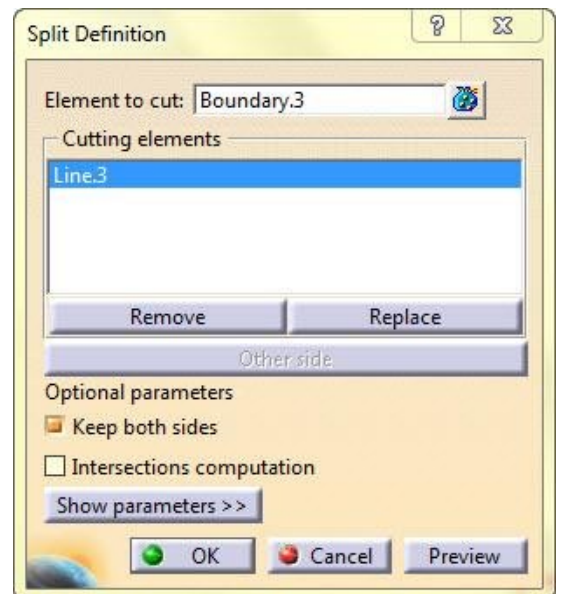 Split Definition
Element to cut: Boundary.3
Cutting elements
Line.3
Remove Replace
Other side
Optional parameters
Keep both sides
Intersections computation
Show parameters >>
OK Cancel Preview